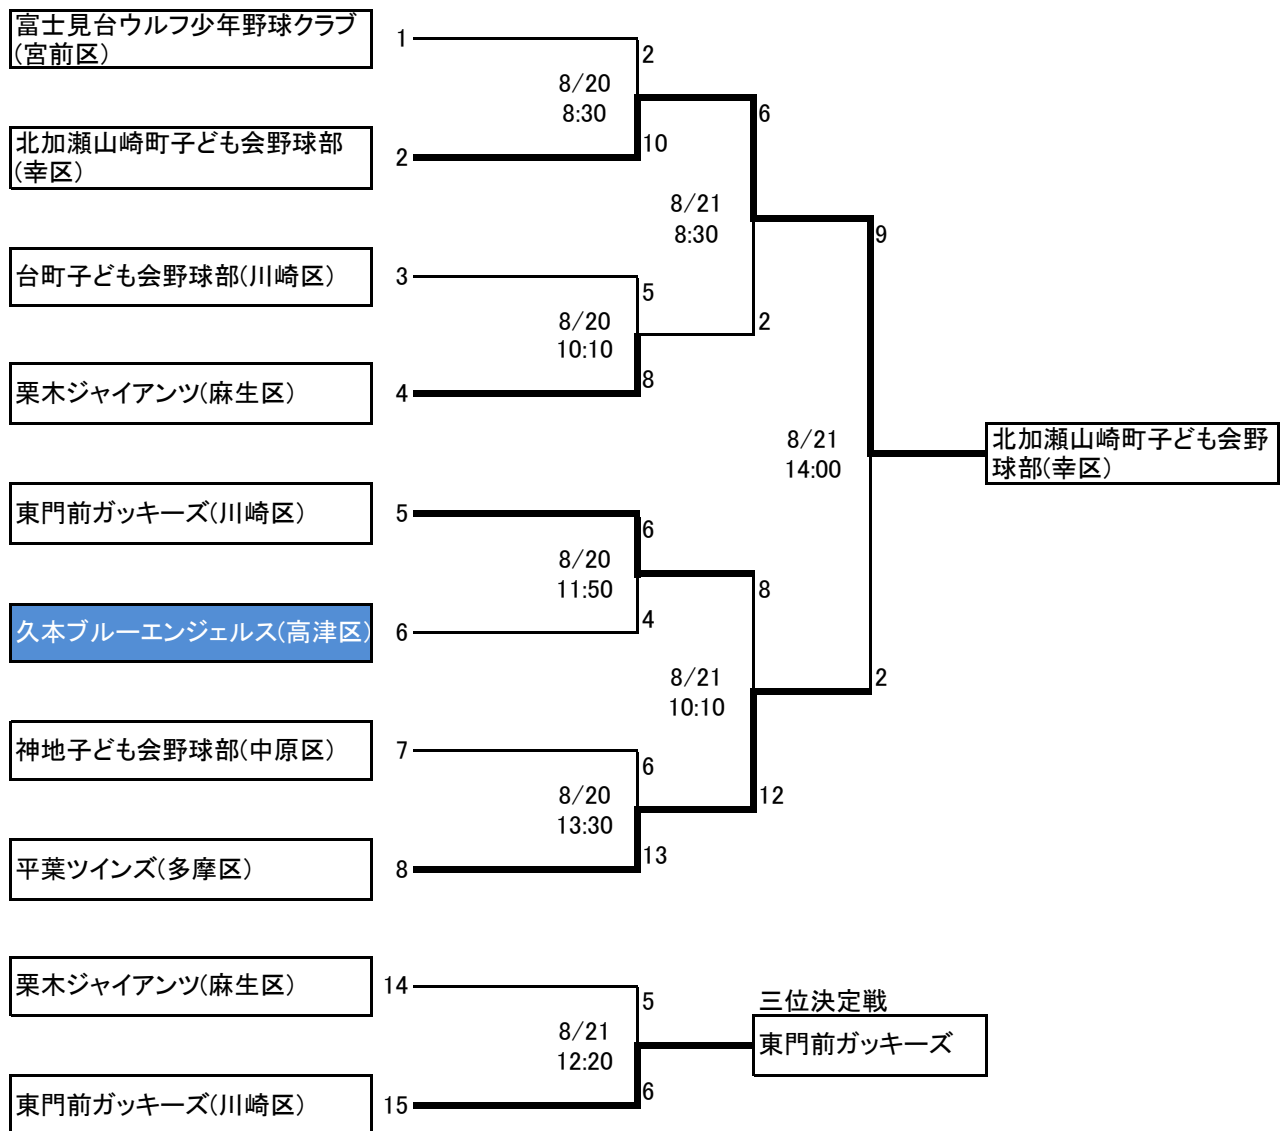 富士見台ウルフ少年野球クラブ
(宮前区)
1
2
8/20
8:30
6
北加瀬山崎町子ども会野球部
(幸区)
2
10
8/21
8:30
9
台町子ども会野球部(川崎区)
3
5
8/20
10:10
2
栗木ジャイアンツ(麻生区)
4
8
8/21
14:00
北加瀬山崎町子ども会野
球部(幸区)
東門前ガッキーズ(川崎区)
5
6
8/20
11:50
8
久本ブルーエンジェルス(高津区)
6
4
8/21
10:10
2
神地子ども会野球部(中原区)
7
6
8/20
13:30
12
平葉ツインズ(多摩区)
8
13
栗木ジャイアンツ(麻生区)
14
5
三位決定戦
8/21
12:20
東門前ガッキーズ
東門前ガッキーズ(川崎区)
15
6